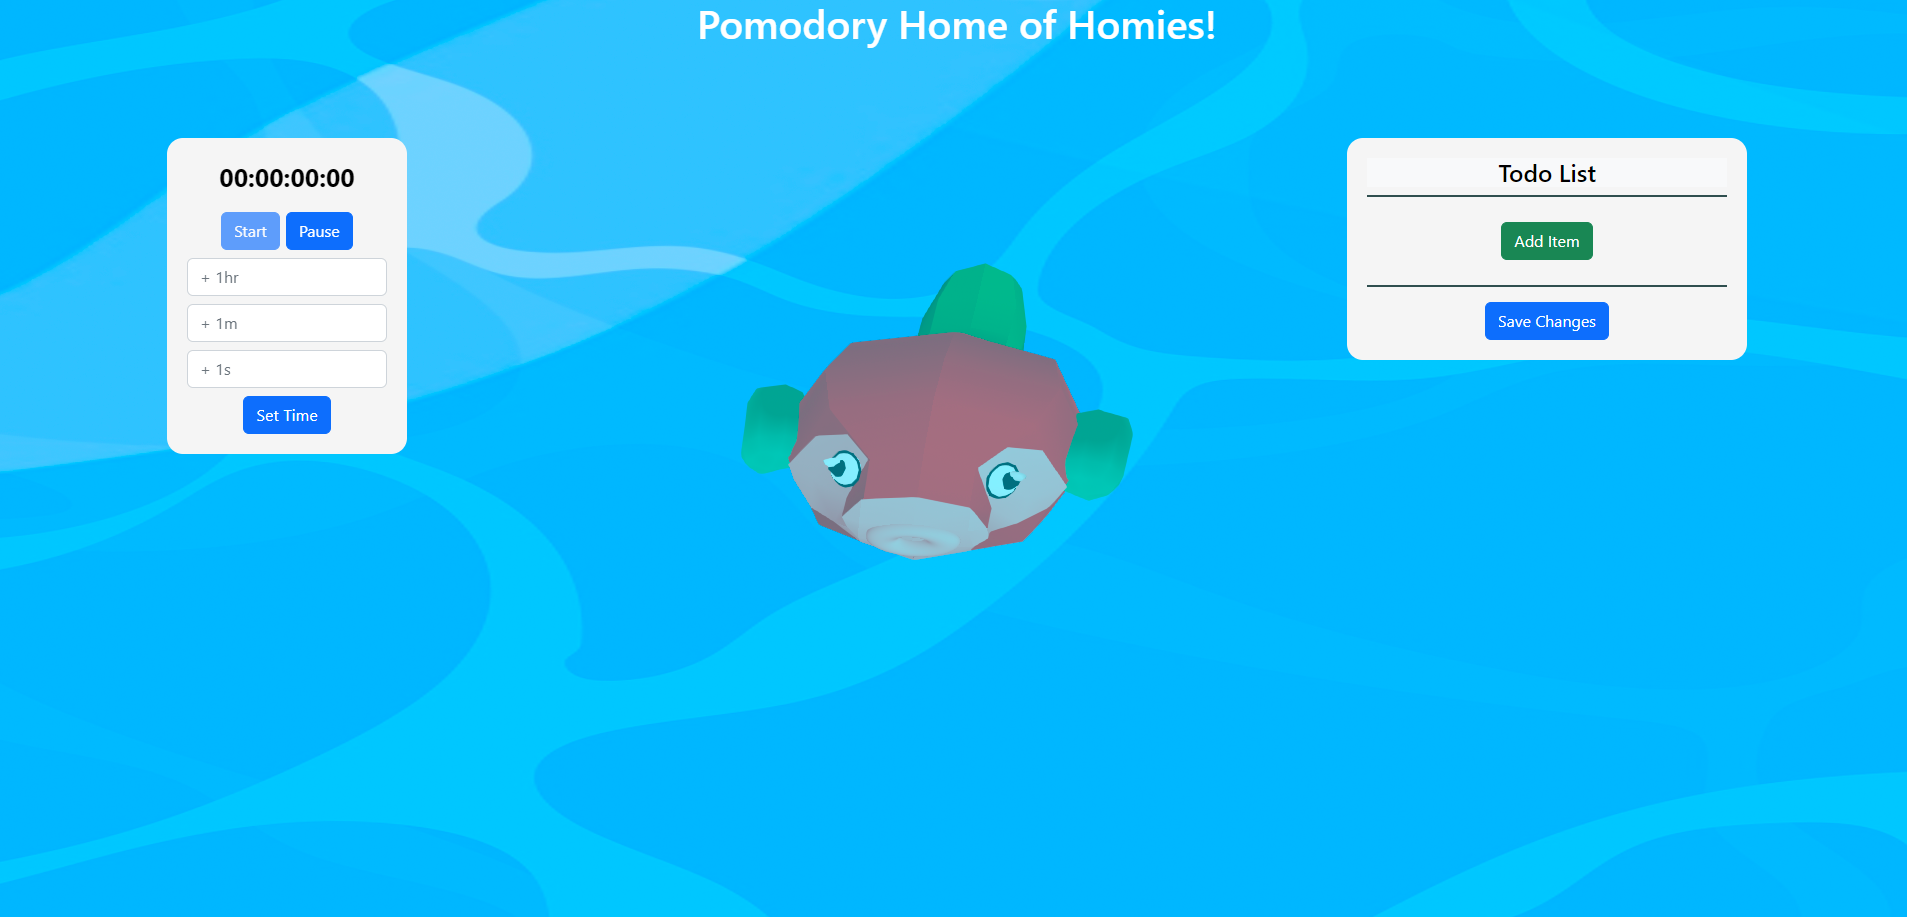 Pomodory Home of Homies!
00:00:00:00
Start Pause
+ 1hr
+ 1m
+ 1s
Set Time
Todo List
Add Item
Save Changes